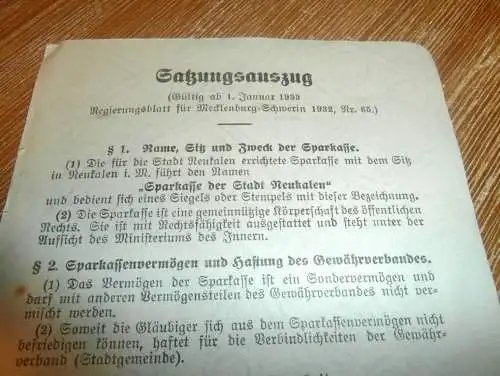 Satzungsauszug
(Gültig ab 1. Januar 1933
Regierungsblatt für Mecklenburg-Schwerin 1932, Nr. 65.)
§ 1. Name, Sitz und Zweck der Sparkasse.
(1) Die für die Stadt Neukalen errichtete Sparkasse mit dem Sitz
in Neukalen i. M. führt den Namen
„Sparkasse der Stadt Neukalen"
und bedient sich eines Siegels oder Stempels mit dieser Bezeichnung.
(2) Die Sparkasse ist eine gemeinnützige Körperschaft des öffentlichen
Rechts. Sie ist mit Rechtsfähigkeit ausgestattet und steht unter der
Aufsicht des Ministeriums des Innern.
§ 2. Sparkassenvermögen und Haftung des Gewährverbandes.
(1) Das Vermögen der Sparkasse ist ein Sondervermögen und
darf mit anderen Vermögensteilen des Gewährverbandes nicht ver-
mischt werden.
(2) Soweit die Gläubiger sich aus dem Sparkassenvermögen nicht
befriedigen können, haftet für die Verbindlichkeiten der Gewähr-
verband (Stadtgemeinde).